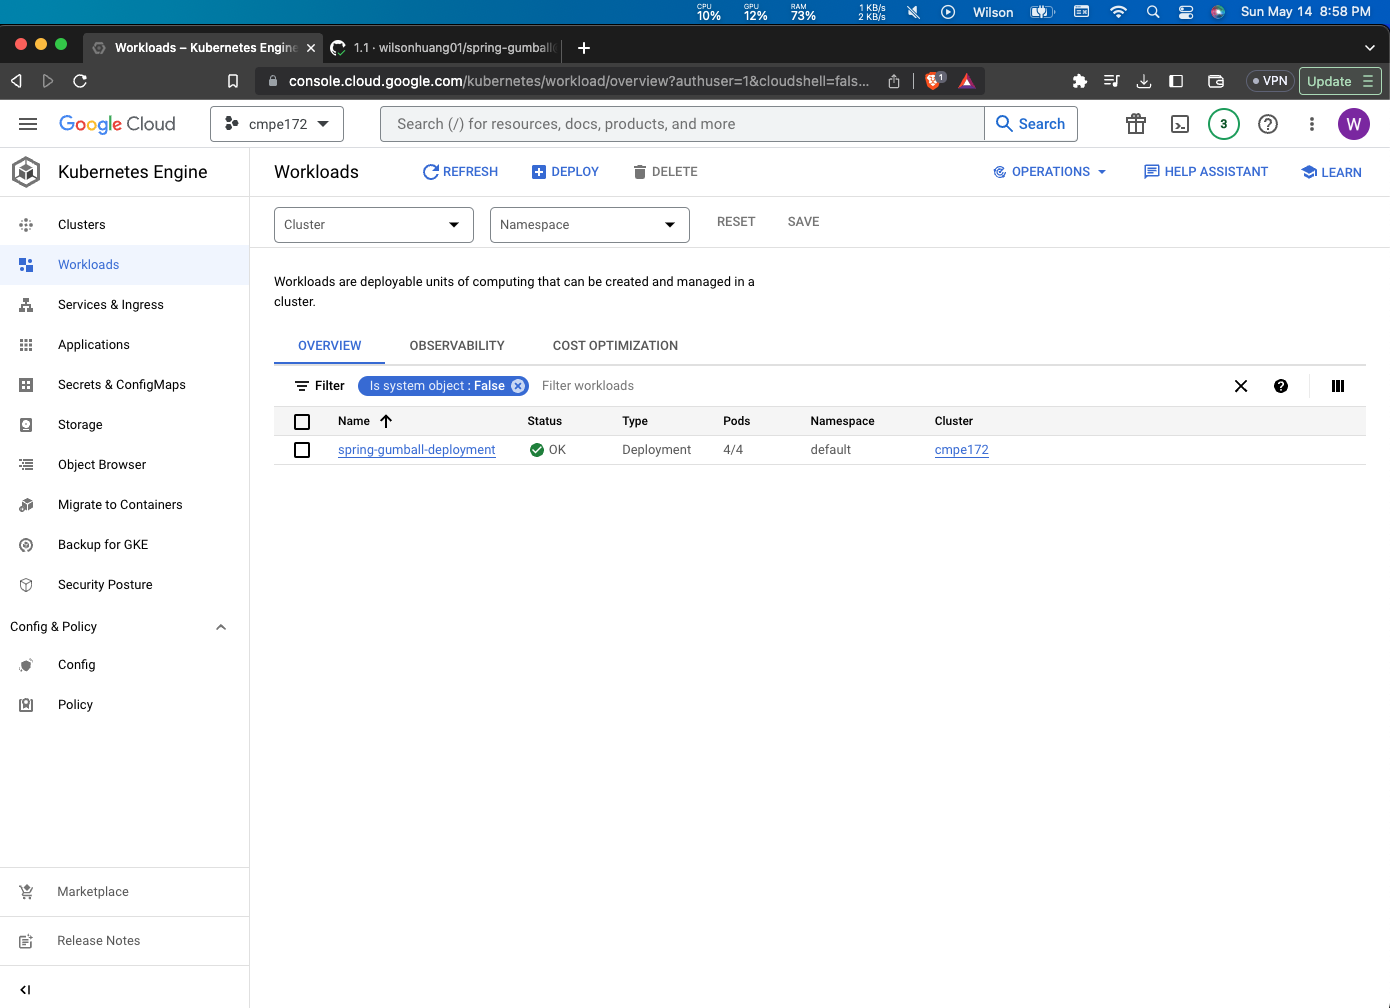 CPU 10% GPU 12% RAM 73% 1 KB/s 2 KB/s Wilson Sun May 14 8:58 PM
Workloads – Kubernetes Engine 1.1 · wilsonhuang01/spring-gumball
console.cloud.google.com/kubernetes/workload/overview?authuser=1&cloudshell=fals... 1 VPN Update
Google Cloud cmpe172 Search (/) for resources, docs, products, and more Search 3 W
Kubernetes Engine
Workloads REFRESH DEPLOY DELETE OPERATIONS HELP ASSISTANT LEARN
Clusters
Workloads
Services & Ingress
Applications
Secrets & ConfigMaps
Storage
Object Browser
Migrate to Containers
Backup for GKE
Security Posture
Config & Policy
Config
Policy
Marketplace
Release Notes
Cluster Namespace RESET SAVE
Workloads are deployable units of computing that can be created and managed in a
cluster.
OVERVIEW OBSERVABILITY COST OPTIMIZATION
Filter Is system object : False Filter workloads
Name Status Type Pods Namespace Cluster
spring-gumball-deployment OK Deployment 4/4 default cmpe172